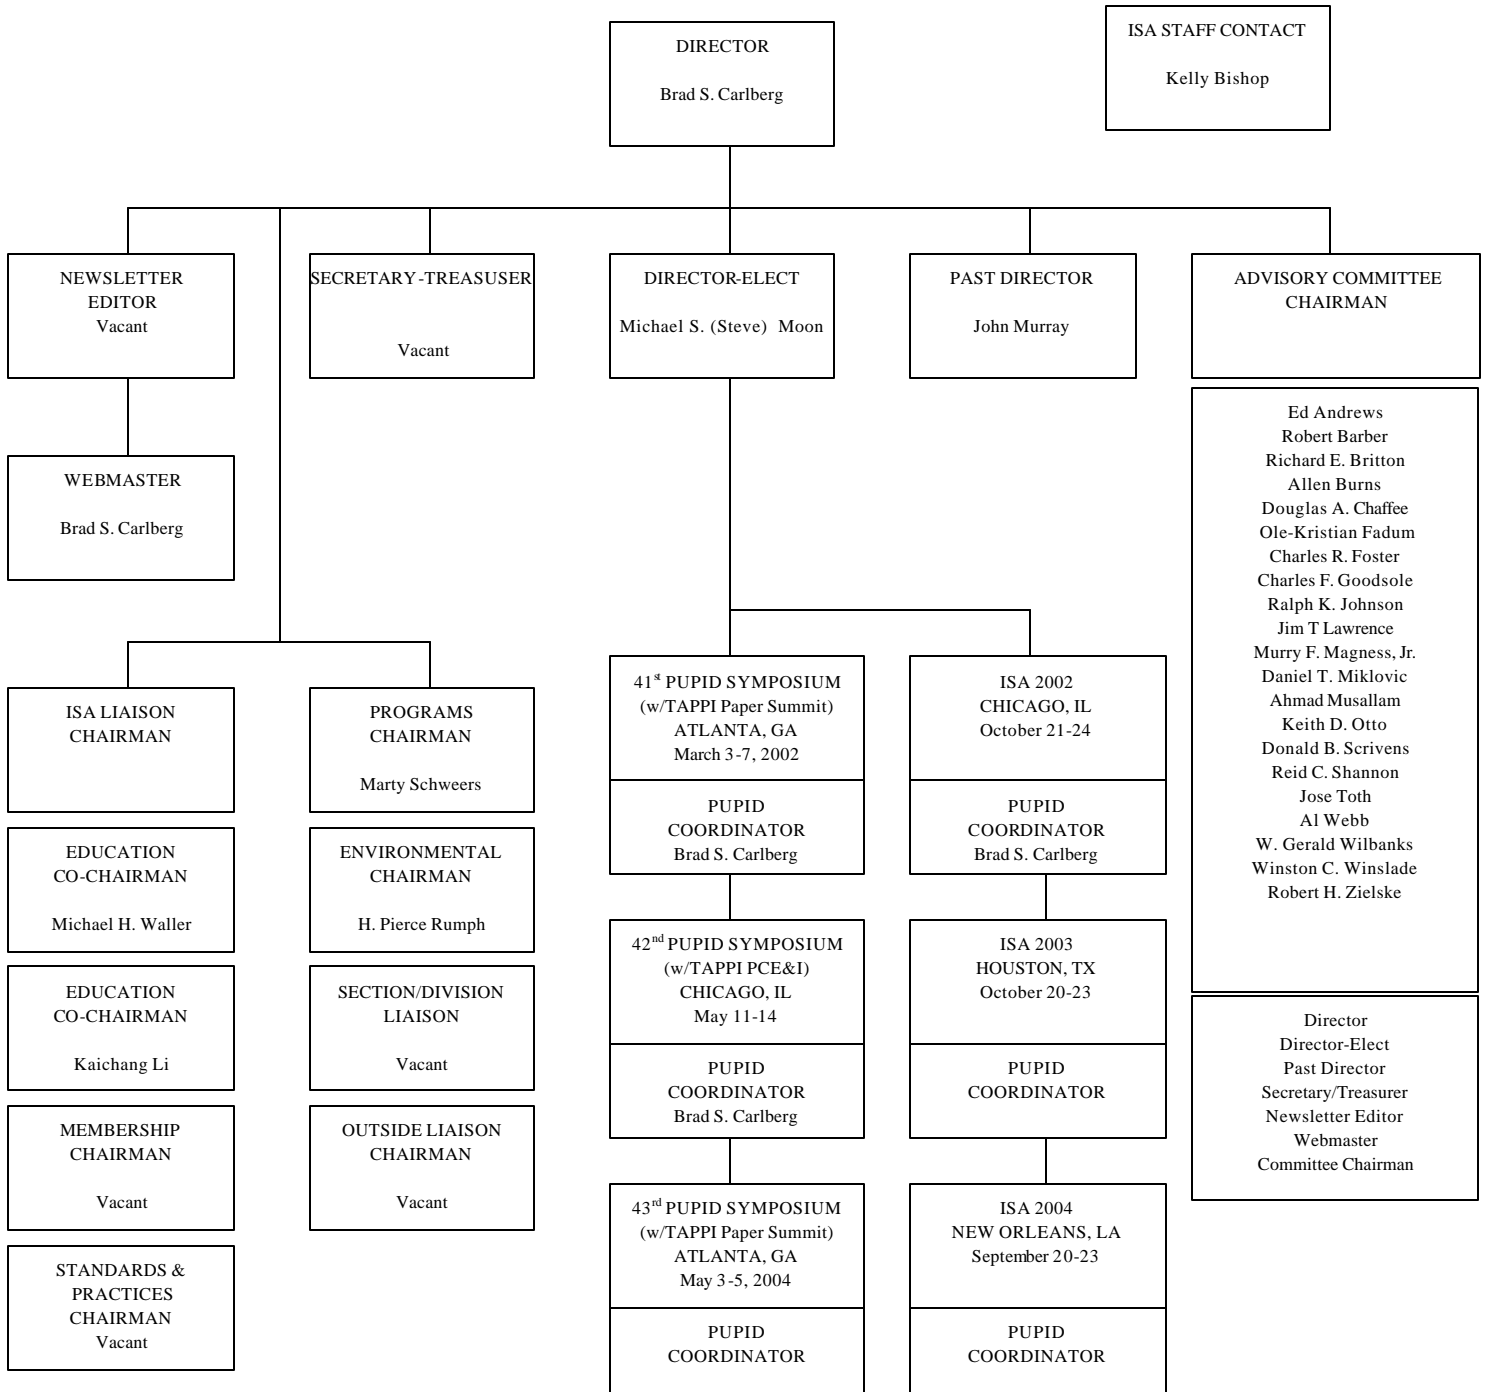 DIRECTOR
Brad S. Carlberg
ISA STAFF CONTACT
Kelly Bishop
NEWSLETTER
EDITOR
Vacant
SECRETARY-TREASUSER
Vacant
DIRECTOR-ELECT
Michael S. (Steve) Moon
PAST DIRECTOR
John Murray
ADVISORY COMMITTEE
CHAIRMAN
WEBMASTER
Brad S. Carlberg
Ed Andrews
Robert Barber
Richard E. Britton
Allen Burns
Douglas A. Chaffee
Ole-Kristian Fadum
Charles R. Foster
Charles F. Goodsole
Ralph K. Johnson
Jim T Lawrence
Murry F. Magness, Jr.
Daniel T. Miklovic
Ahmad Musallam
Keith D. Otto
Donald B. Scrivens
Reid C. Shannon
Jose Toth
Al Webb
W. Gerald Wilbanks
Winston C. Winslade
Robert H. Zielske
Director
Director-Elect
Past Director
Secretary/Treasurer
Newsletter Editor
Webmaster
Committee Chairman
ISA LIAISON
CHAIRMAN
PROGRAMS
CHAIRMAN
Marty Schweers
EDUCATION
CO-CHAIRMAN
Michael H. Waller
ENVIRONMENTAL
CHAIRMAN
H. Pierce Rumph
EDUCATION
CO-CHAIRMAN
Kaichang Li
SECTION/DIVISION
LIAISON
Vacant
MEMBERSHIP
CHAIRMAN
Vacant
OUTSIDE LIAISON
CHAIRMAN
Vacant
STANDARDS &
PRACTICES
CHAIRMAN
Vacant
41st PUPID SYMPOSIUM
(w/TAPPI Paper Summit)
ATLANTA, GA
March 3-7, 2002
PUPID
COORDINATOR
Brad S. Carlberg
ISA 2002
CHICAGO, IL
October 21-24
PUPID
COORDINATOR
Brad S. Carlberg
42nd PUPID SYMPOSIUM
(w/TAPPI PCE&I)
CHICAGO, IL
May 11-14
PUPID
COORDINATOR
Brad S. Carlberg
ISA 2003
HOUSTON, TX
October 20-23
PUPID
COORDINATOR
43rd PUPID SYMPOSIUM
(w/TAPPI Paper Summit)
ATLANTA, GA
May 3-5, 2004
PUPID
COORDINATOR
ISA 2004
NEW ORLEANS, LA
September 20-23
PUPID
COORDINATOR